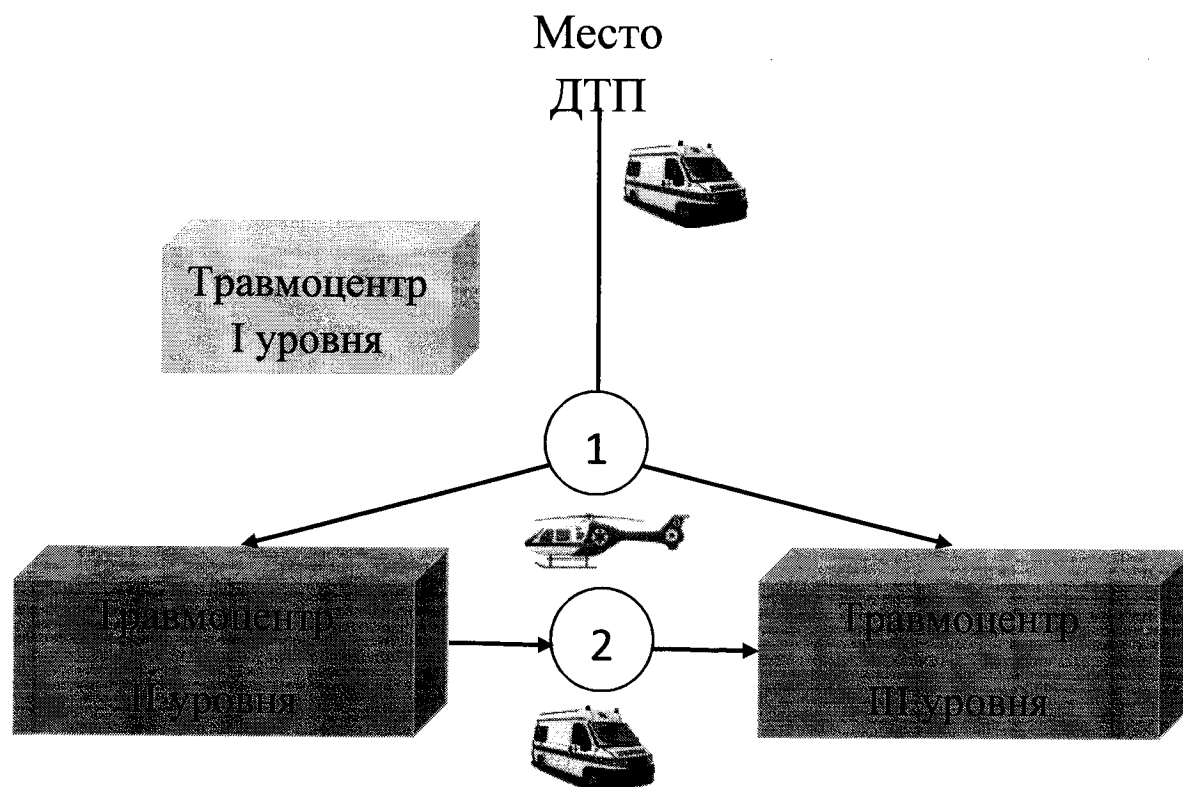 Место
ДТП
Травмоцентр
I уровня
1
2
Травмоцентр
II уровня
Травмоцентр
III уровня